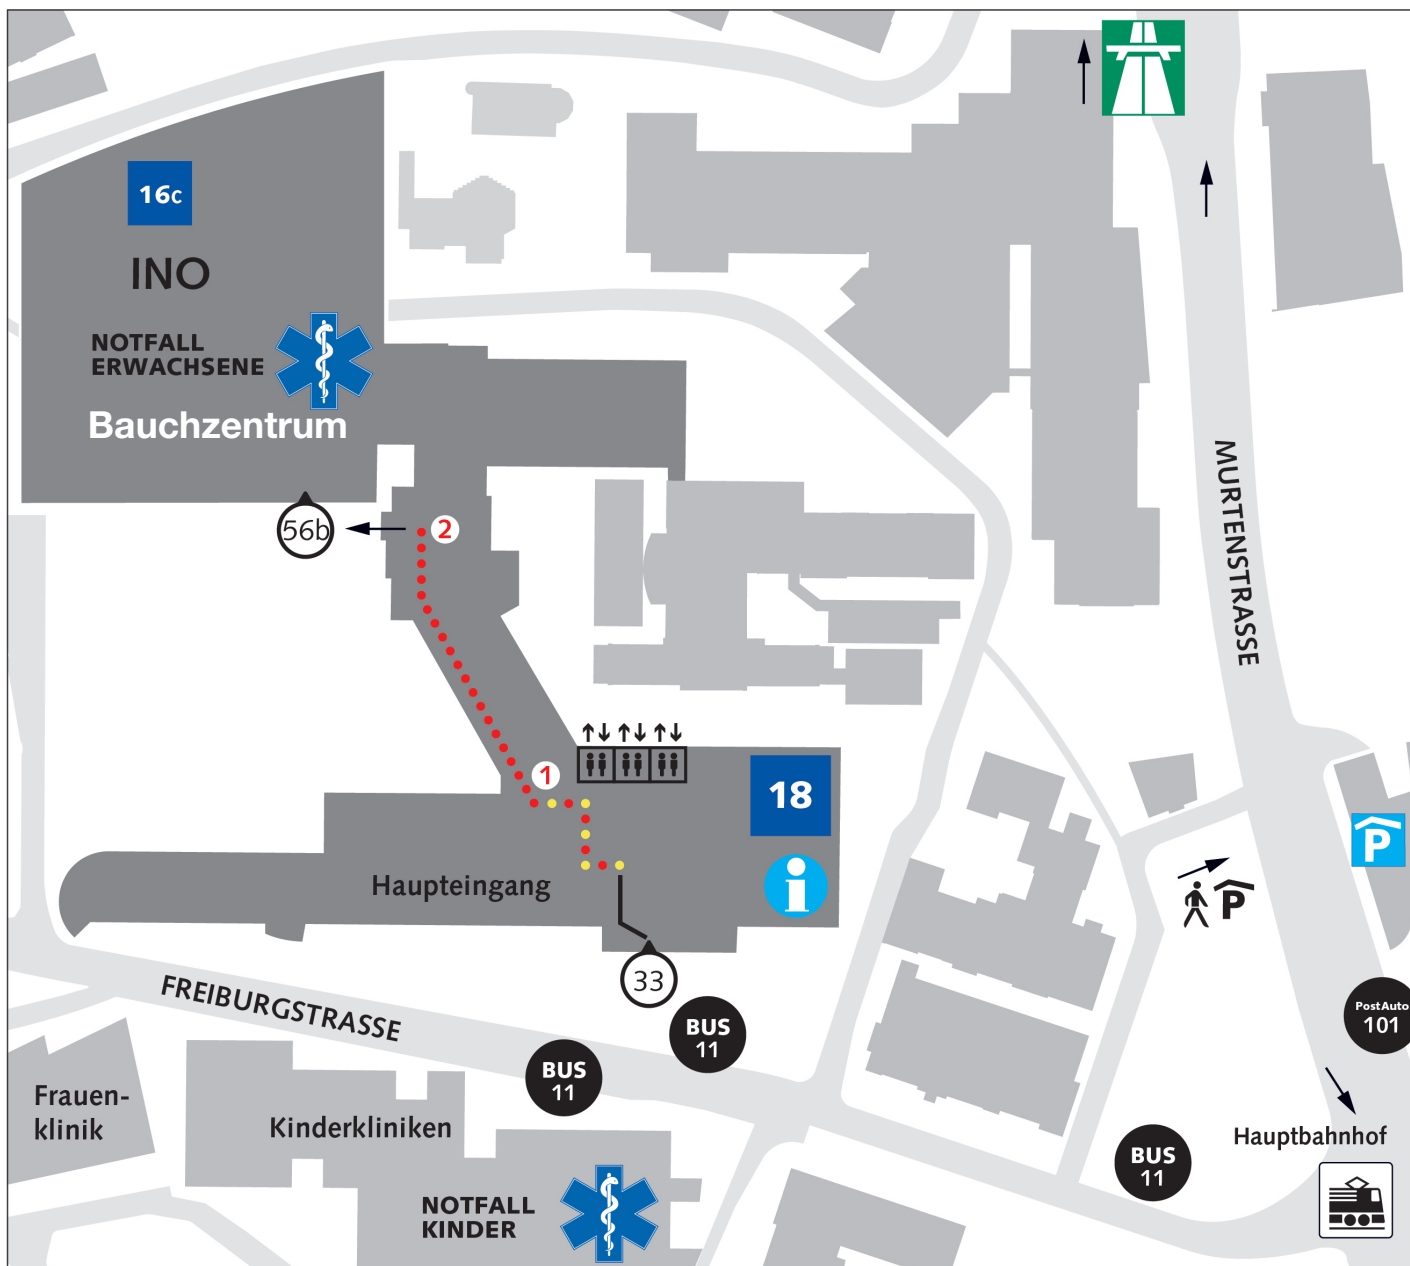 16c
INO
NOTFALL
ERWACHSENE
Bauchzentrum
MURTENSTRASSE
56b
2
1
18
P
Haupteingang
i
P
33
FREIBURGSTRASSE
PostAuto
101
BUS
11
BUS
11
Frauen-
klinik
Kinderkliniken
Hauptbahnhof
BUS
11
NOTFALL
KINDER